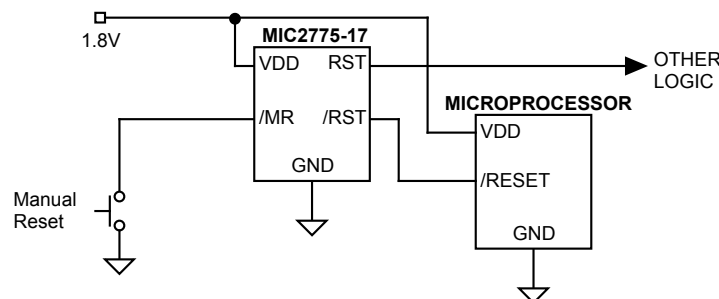 1.8V
MIC2775-17
VDD
RST
/MR
/RST
GND
OTHER
LOGIC
MICROPROCESSOR
VDD
/RESET
GND
Manual
Reset